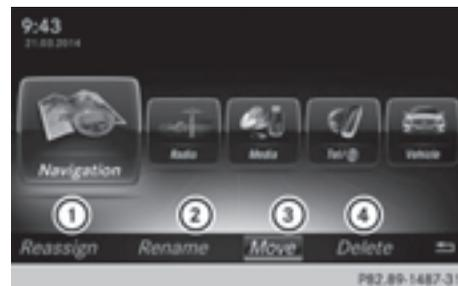 9:43
21.03.2014
Navigation
Radio
Media
Tel/@
Vehicle
1 2 3 4
Reassign Rename Move Delete
P82.89-1487-31